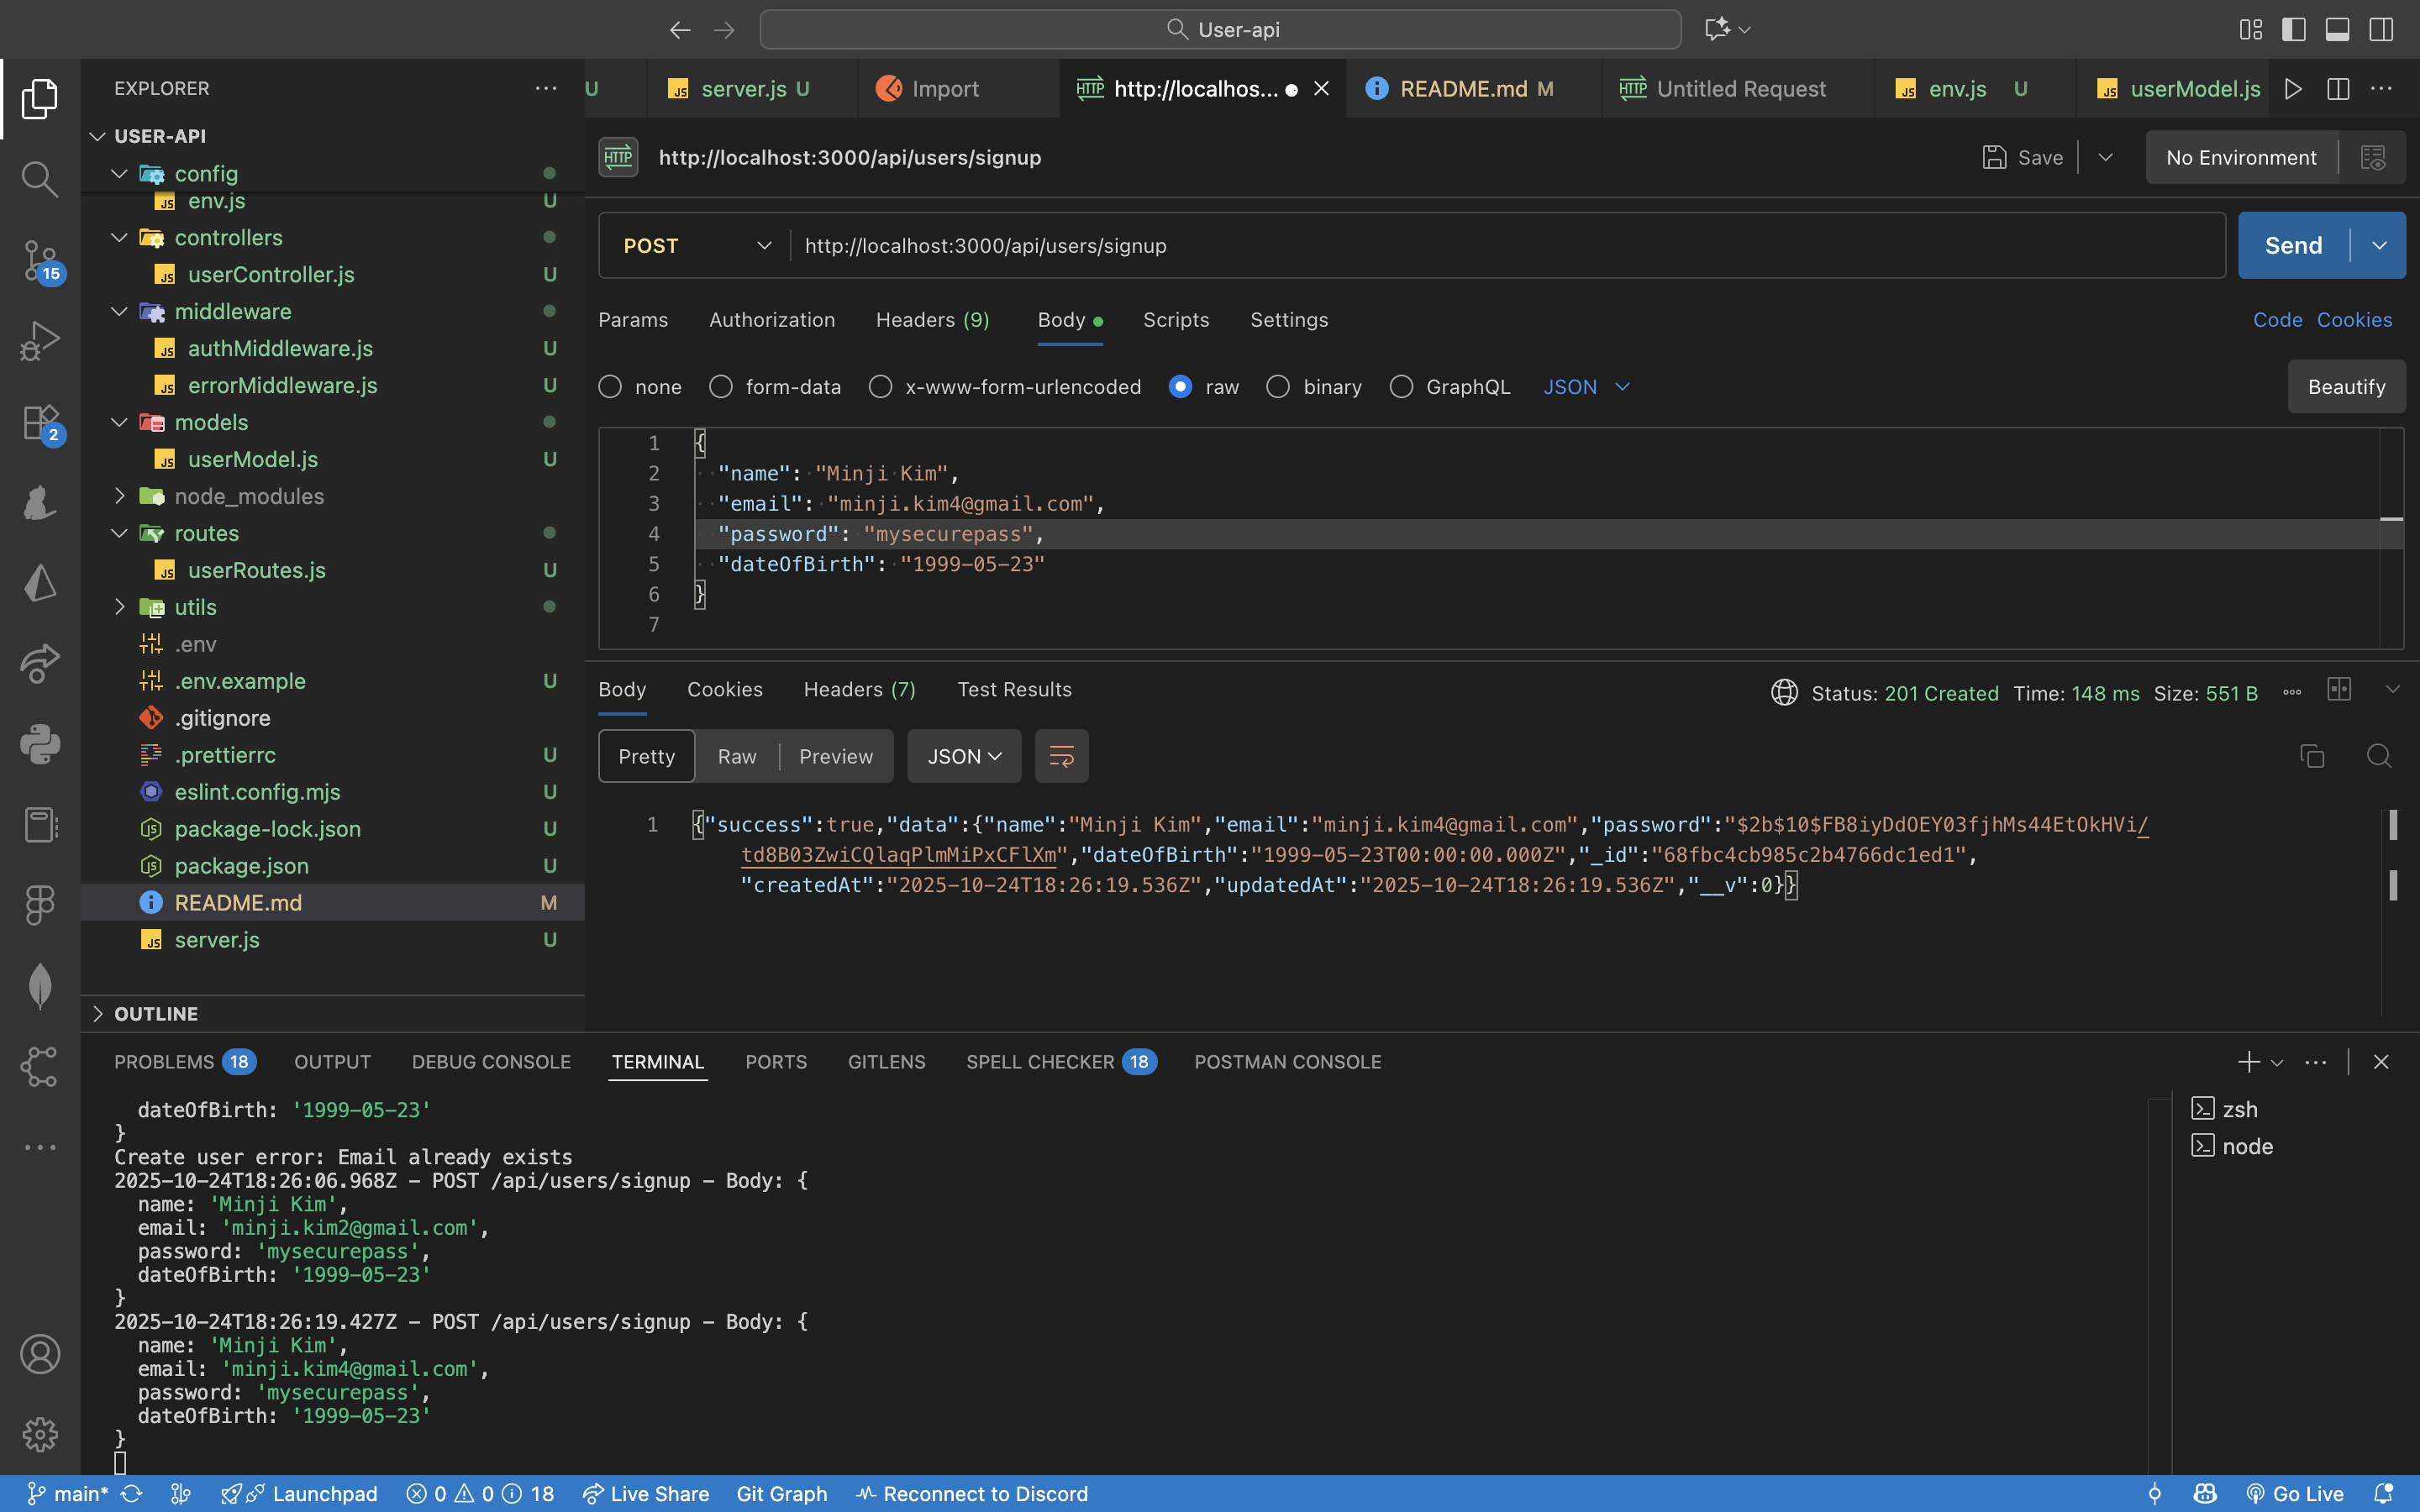 User-api
EXPLORER
U
server.js U
Import
http://localhos...
README.md M
Untitled Request
env.js U
userModel.js
USER-API
config
env.js U
controllers
userController.js U
middleware
authMiddleware.js U
errorMiddleware.js U
models
userModel.js U
node_modules
routes
userRoutes.js U
utils
.env
.env.example U
.gitignore
.prettierrc U
eslint.config.mjs U
package-lock.json U
package.json U
README.md M
server.js U
OUTLINE
15
2
HTTP http://localhost:3000/api/users/signup
Save
No Environment
POST http://localhost:3000/api/users/signup
Send
Params Authorization Headers (9) Body Scripts Settings
Code Cookies
none form-data x-www-form-urlencoded raw binary GraphQL JSON
Beautify
1 {
2 "name": "Minji Kim",
3 "email": "minji.kim4@gmail.com",
4 "password": "mysecurepass",
5 "dateOfBirth": "1999-05-23"
6 }
7
Body Cookies Headers (7) Test Results
Status: 201 Created Time: 148 ms Size: 551 B
Pretty Raw Preview JSON
1 {"success":true,"data":{"name":"Minji Kim","email":"minji.kim4@gmail.com","password":"$2b$10$FB8iyDdOEY03fjhMs44EtOkHVi/
td8B03ZwiCQlaqPlmMiPxCFlXm","dateOfBirth":"1999-05-23T00:00:00.000Z","_id":"68fbc4cb985c2b4766dc1ed1",
"createdAt":"2025-10-24T18:26:19.536Z","updatedAt":"2025-10-24T18:26:19.536Z","__v":0}}
PROBLEMS 18 OUTPUT DEBUG CONSOLE TERMINAL PORTS GITLENS SPELL CHECKER 18 POSTMAN CONSOLE
dateOfBirth: '1999-05-23'
}
Create user error: Email already exists
2025-10-24T18:26:06.968Z - POST /api/users/signup - Body: {
name: 'Minji Kim',
email: 'minji.kim2@gmail.com',
password: 'mysecurepass',
dateOfBirth: '1999-05-23'
}
2025-10-24T18:26:19.427Z - POST /api/users/signup - Body: {
name: 'Minji Kim',
email: 'minji.kim4@gmail.com',
password: 'mysecurepass',
dateOfBirth: '1999-05-23'
}
zsh
node
main* Launchpad 0 0 18 Live Share Git Graph Reconnect to Discord
Go Live